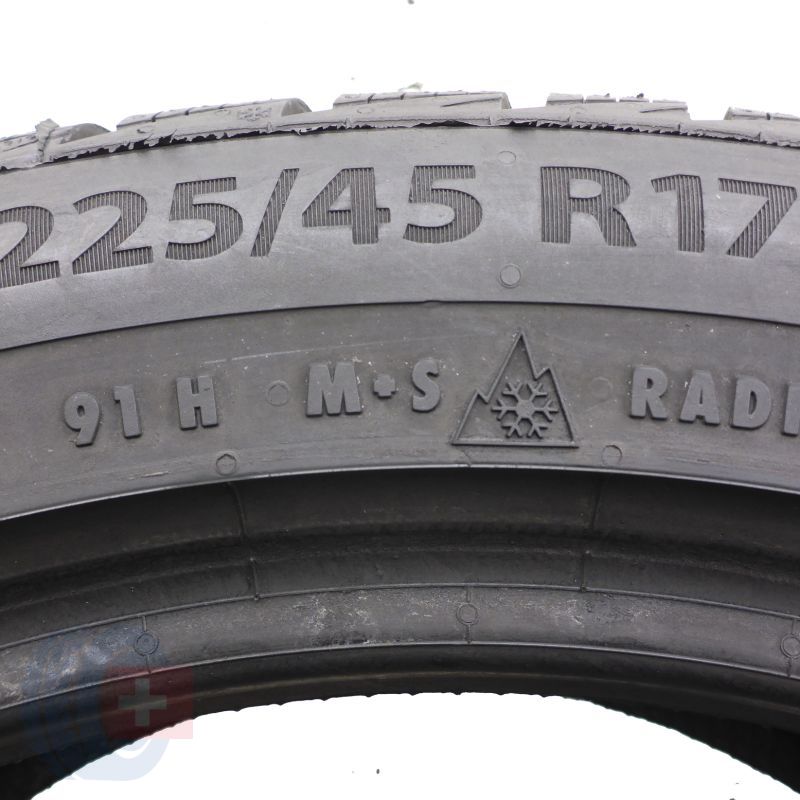 225/45 R17
91 H M+S RADI